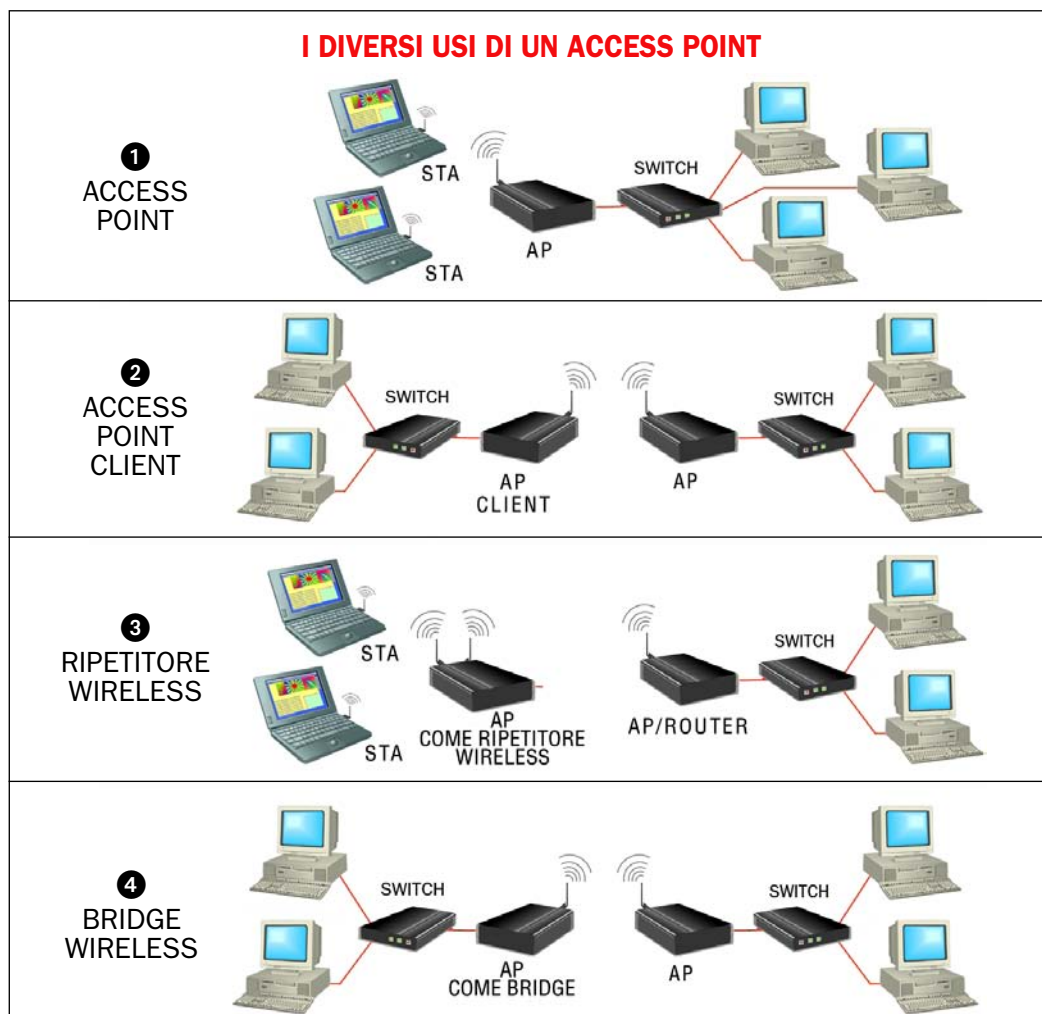 I DIVERSI USI DI UN ACCESS POINT
1
ACCESS
POINT
STA
STA
AP
SWITCH
2
ACCESS
POINT
CLIENT
SWITCH
AP
CLIENT
AP
SWITCH
3
RIPETITORE
WIRELESS
STA
STA
AP
COME RIPETITORE
WIRELESS
AP/ROUTER
SWITCH
4
BRIDGE
WIRELESS
SWITCH
AP
COME BRIDGE
AP
SWITCH